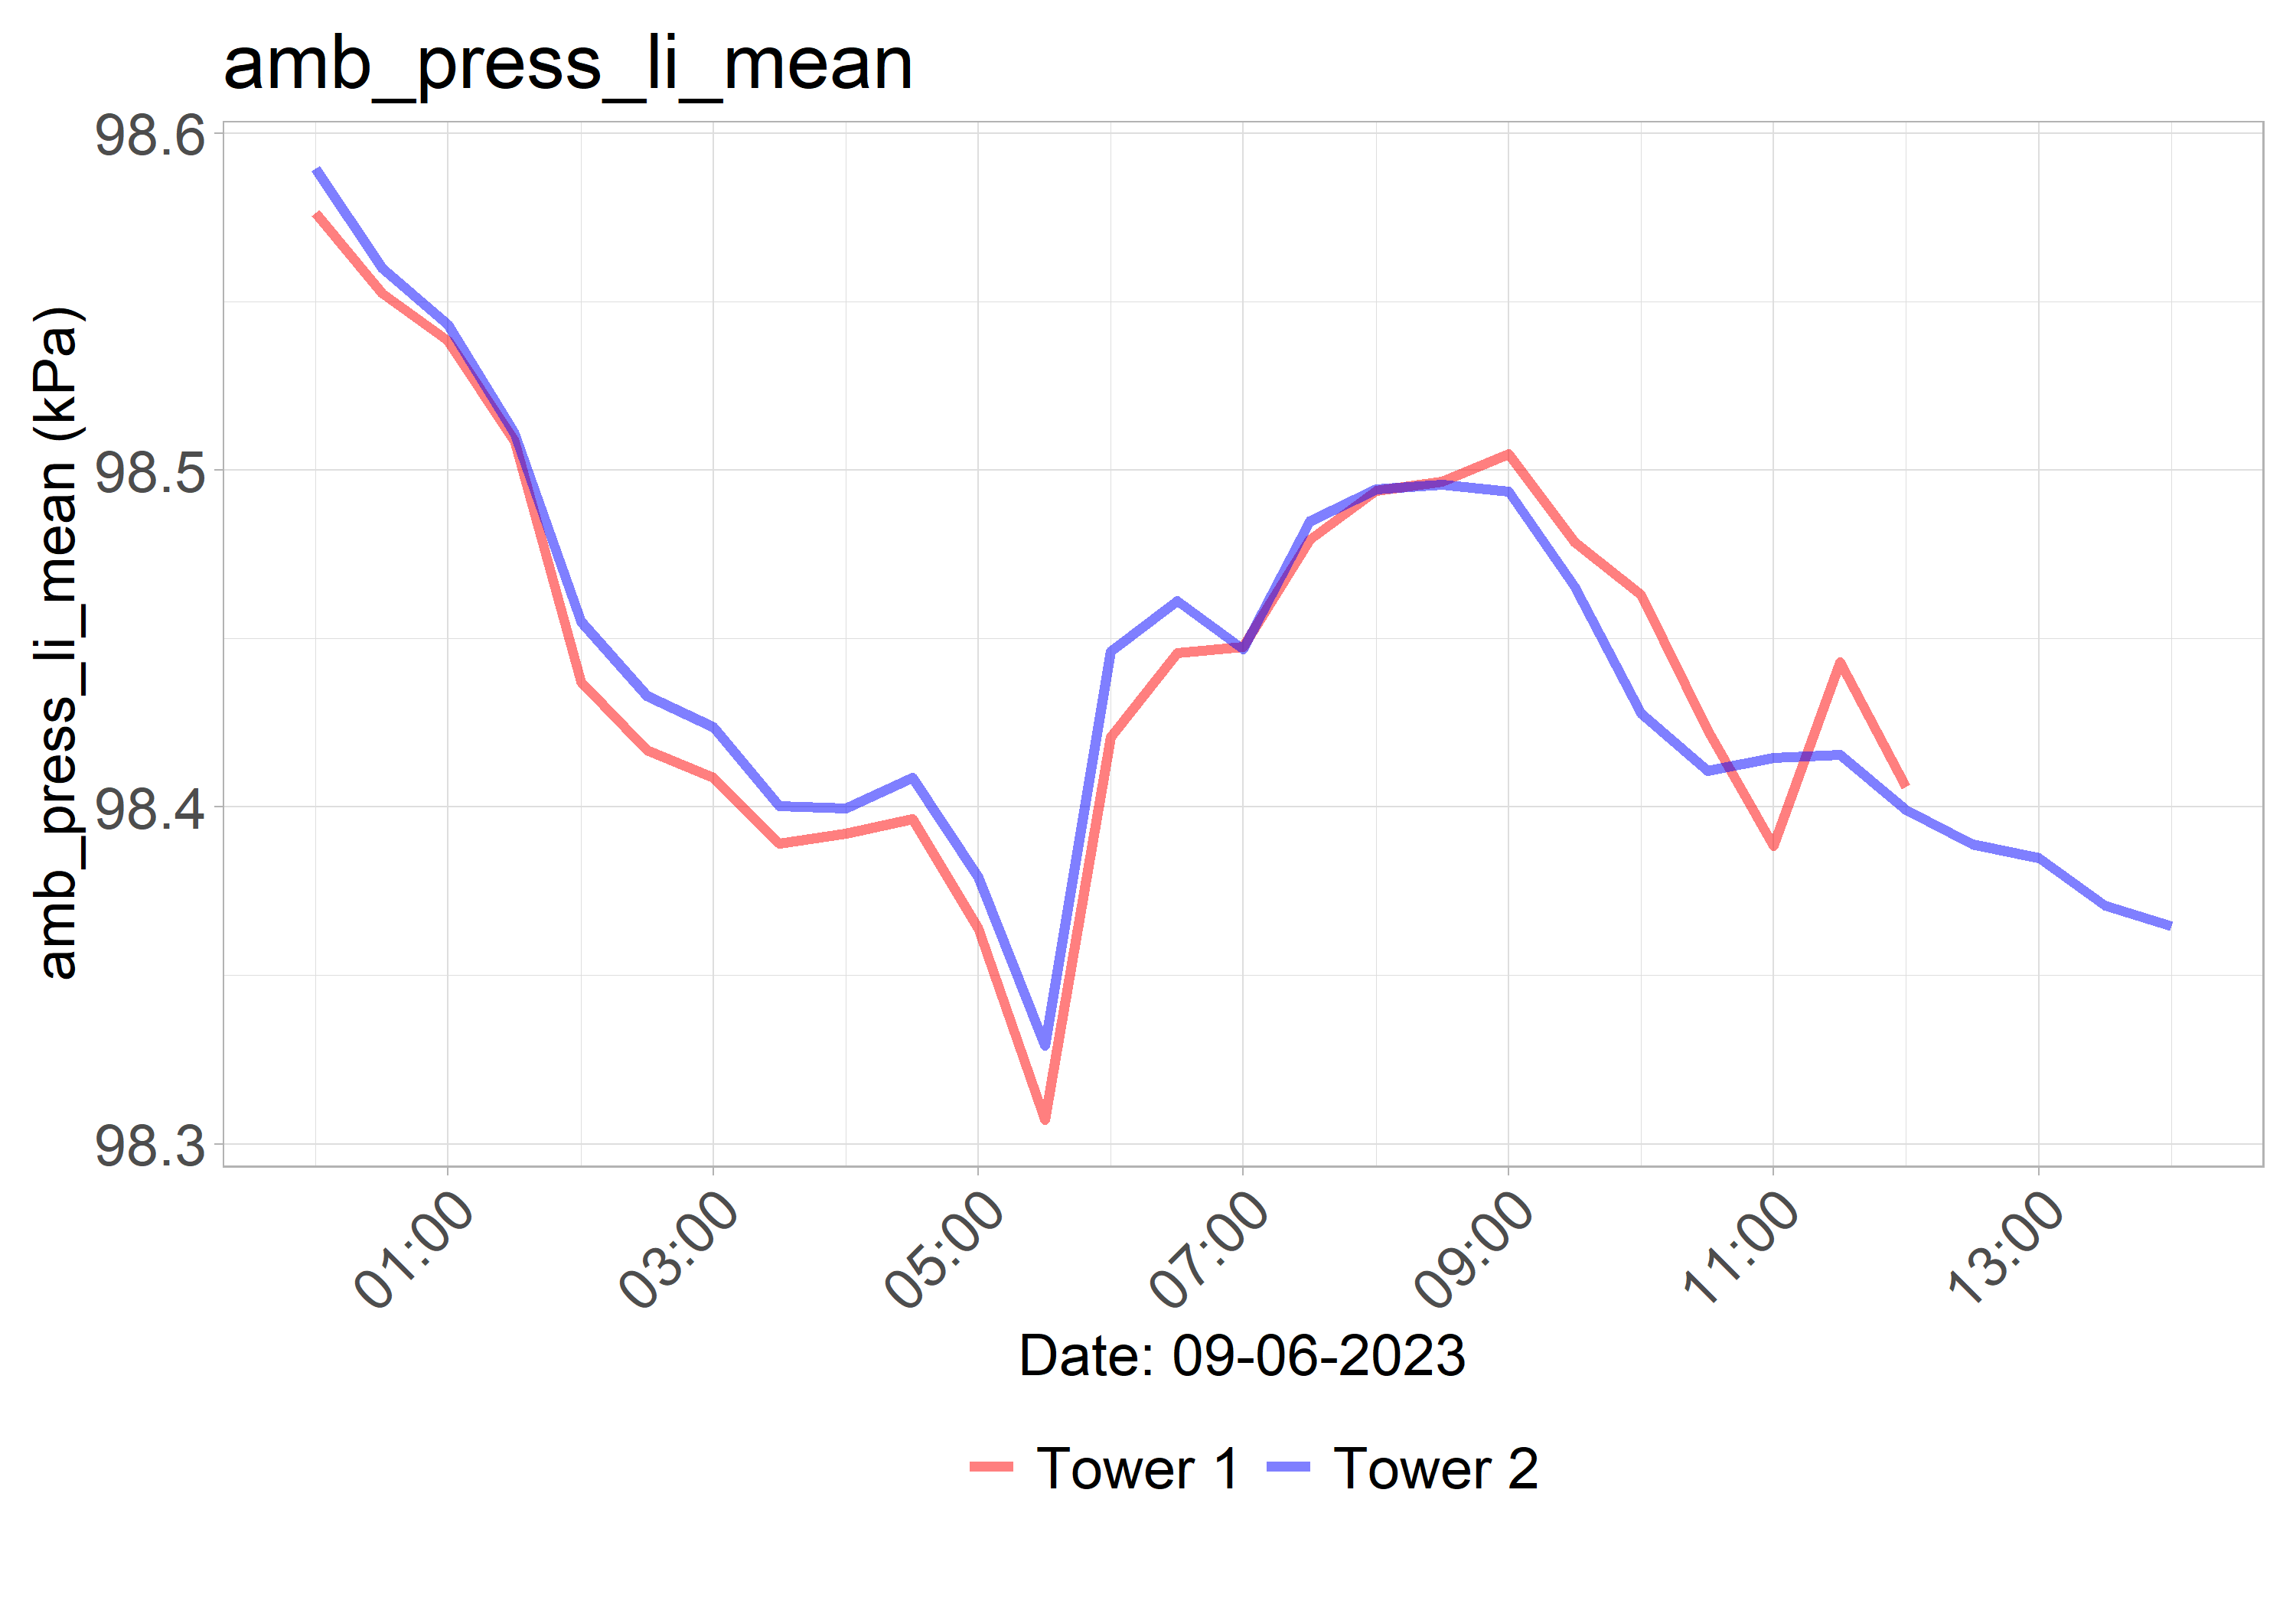 amb_press_li_mean
amb_press_li_mean (kPa)
98.6
98.5
98.4
98.3
01:00 03:00 05:00 07:00 09:00 11:00 13:00
Date: 09-06-2023
Tower 1 Tower 2